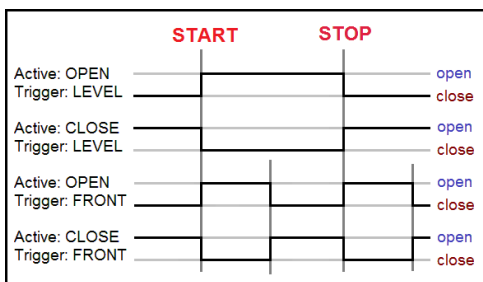 START STOP
Active: OPEN open
Trigger: LEVEL close
Active: CLOSE open
Trigger: LEVEL close
Active: OPEN open
Trigger: FRONT close
Active: CLOSE open
Trigger: FRONT close